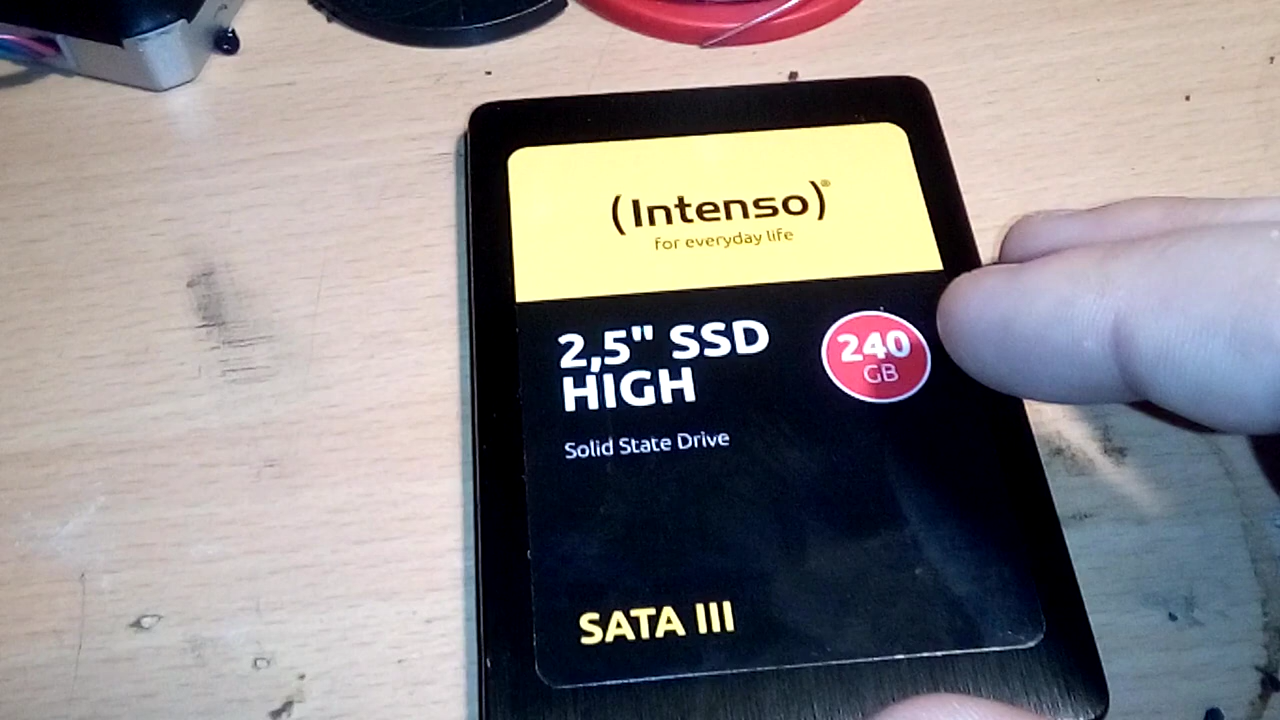 (Intenso)®
for everyday life
2,5" SSD
HIGH
240
GB
Solid State Drive
SATA III